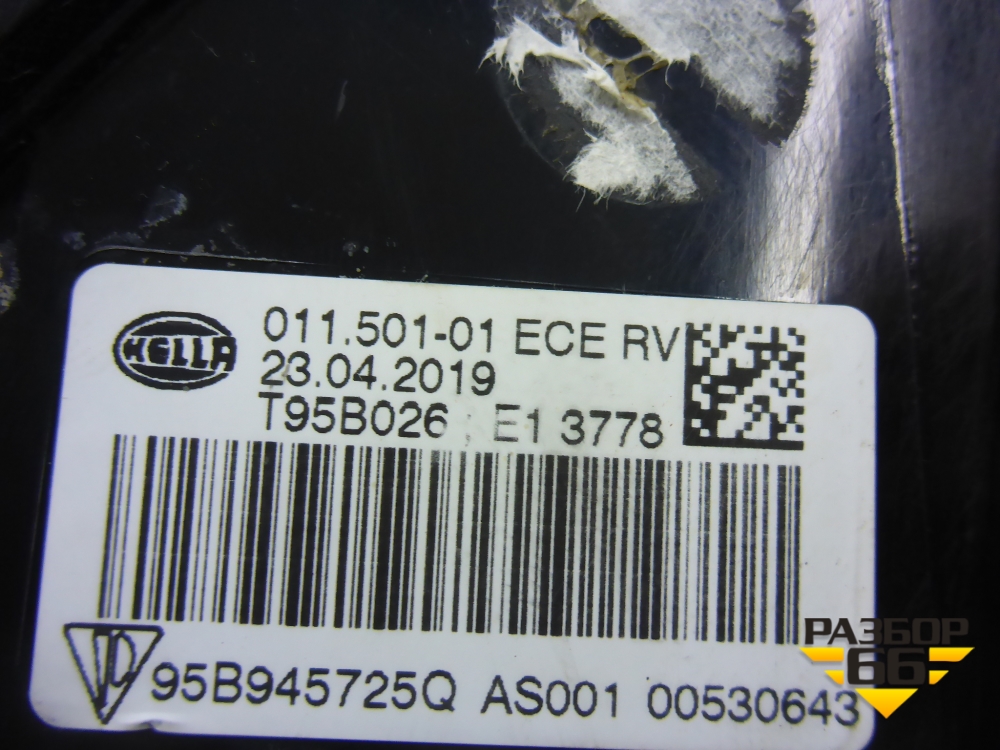 HELLA
011.501-01 ECE RV
23.04.2019
T95B026 E1 3778
95B945725Q AS001 00530643
РАЗБОР
66